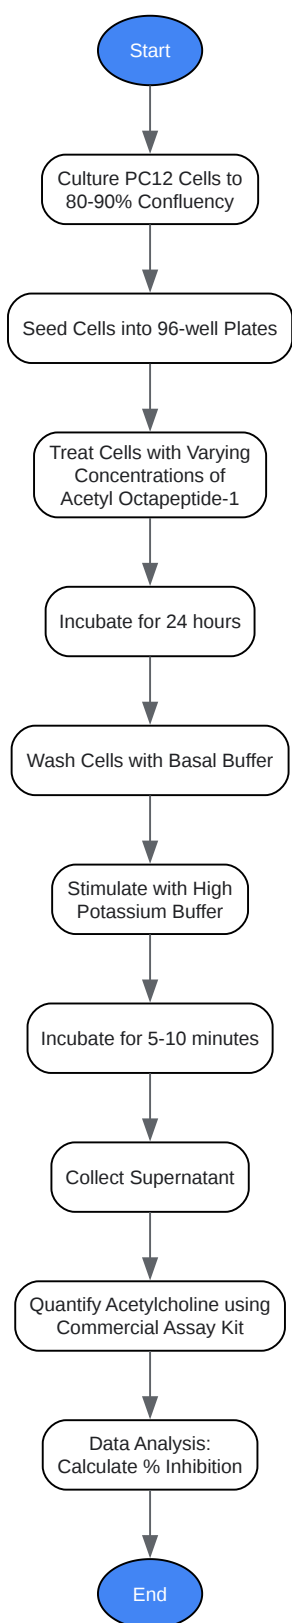 Start
Culture PC12 Cells to
80-90% Confluency
Seed Cells into 96-well Plates
Treat Cells with Varying
Concentrations of
Acetyl Octapeptide-1
Incubate for 24 hours
Wash Cells with Basal Buffer
Stimulate with High
Potassium Buffer
Incubate for 5-10 minutes
Collect Supernatant
Quantify Acetylcholine using
Commercial Assay Kit
Data Analysis:
Calculate % Inhibition
End